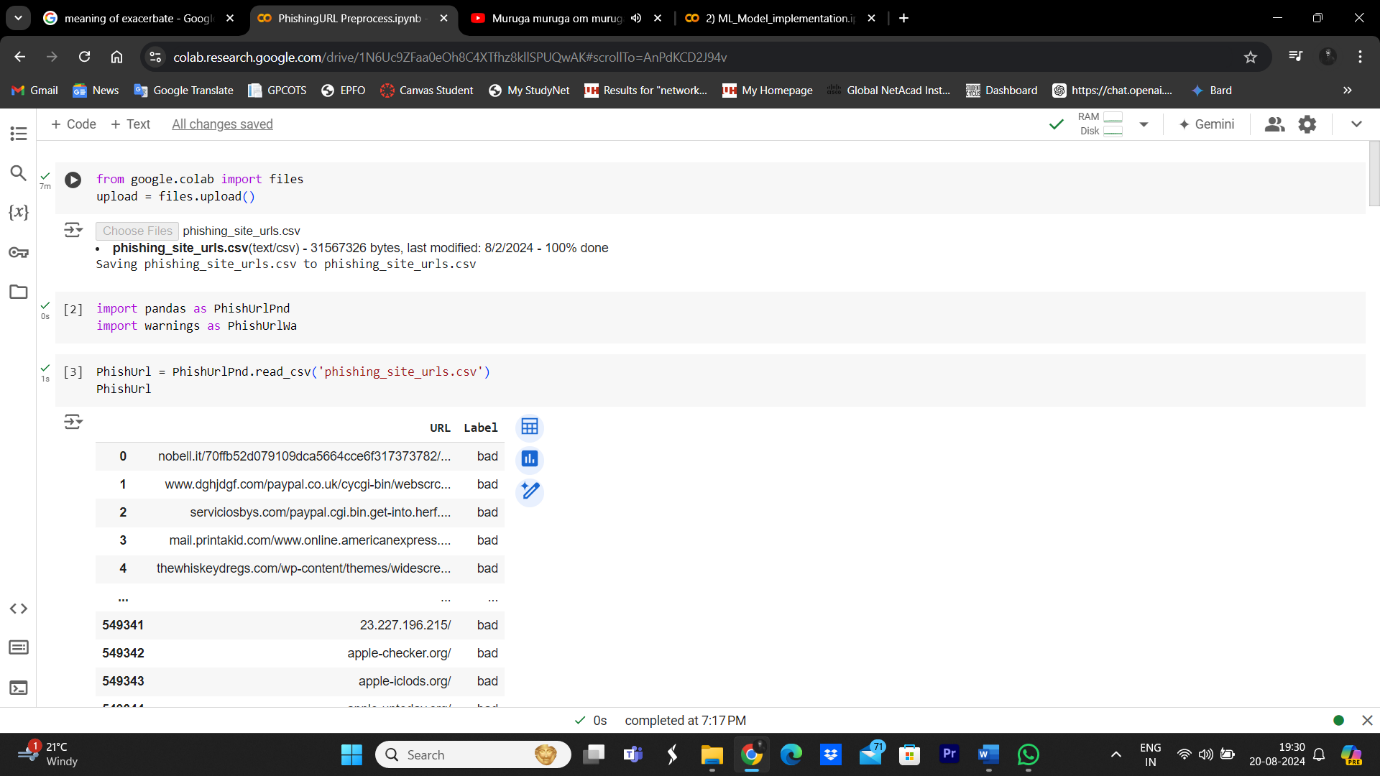 meaning of exacerbate - Googl
PhishingURL Preprocess.ipynb -
Muruga muruga om murug
2) ML_Model_implementation.i
colab.research.google.com/drive/1N6Uc9ZFaa0eOh8C4XTfhz8kllSPUQwAK#scrollTo=AnPdKCD2J94v
Gmail
News
Google Translate
GPCOTS
EPFO
Canvas Student
My StudyNet
Results for "network...
My Homepage
Global NetAcad Inst...
Dashboard
https://chat.openai....
Bard
+ Code
+ Text
All changes saved
RAM
Disk
Gemini
7m
from google.colab import files
upload = files.upload()
Choose Files phishing_site_urls.csv
phishing_site_urls.csv(text/csv) - 31567326 bytes, last modified: 8/2/2024 - 100% done
Saving phishing_site_urls.csv to phishing_site_urls.csv
0s
[2] import pandas as PhishUrlPnd
import warnings as PhishUrlWa
1s
[3] PhishUrl = PhishUrlPnd.read_csv('phishing_site_urls.csv')
PhishUrl
URL Label
0 nobell.it/70ffb52d079109dca5664cce6f317373782/... bad
1 www.dghjdgf.com/paypal.co.uk/cycgi-bin/webscrc... bad
2 serviciosbys.com/paypal.cgi.bin.get-into.herf.... bad
3 mail.printakid.com/www.online.americanexpress.... bad
4 thewhiskeydregs.com/wp-content/themes/widescre... bad
... ... ...
549341 23.227.196.215/ bad
549342 apple-checker.org/ bad
549343 apple-iclods.org/ bad
0s completed at 7:17 PM
1
21°C
Windy
Search
71
Pr
W
ENG
IN
19:30
20-08-2024
PRE